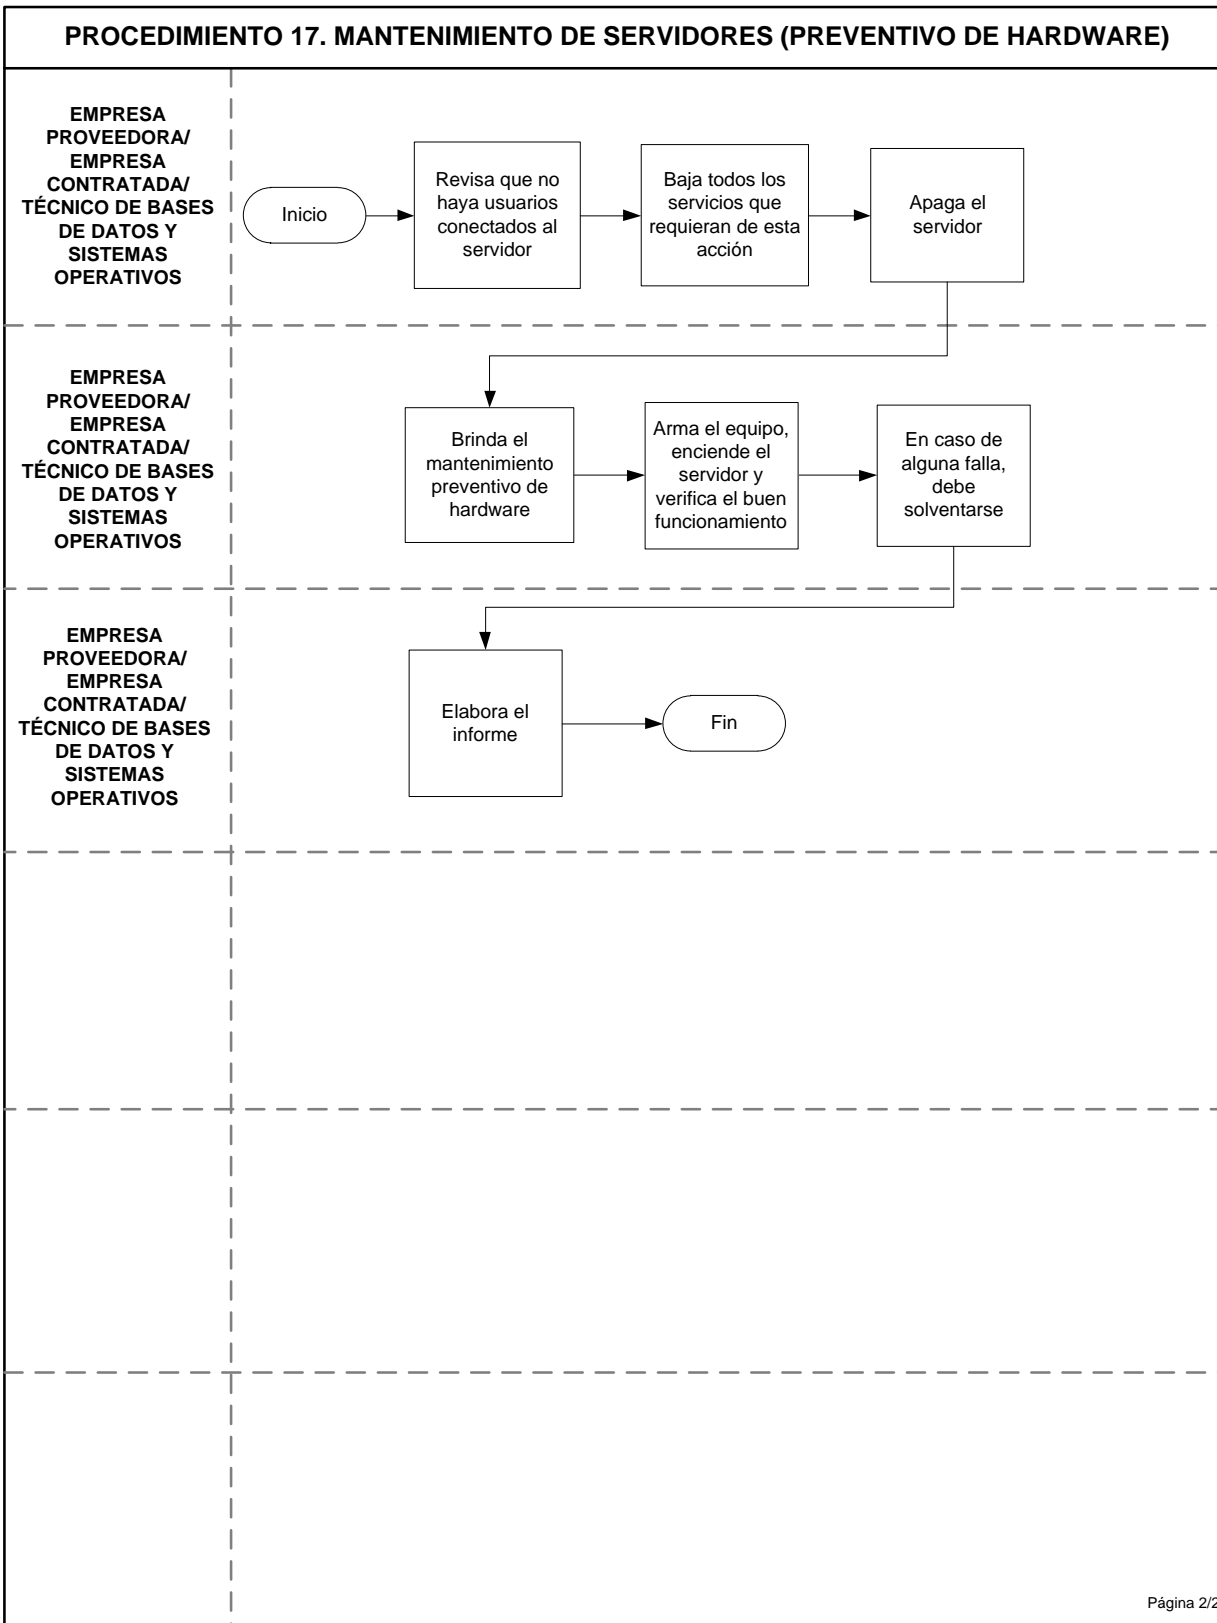 PROCEDIMIENTO 17. MANTENIMIENTO DE SERVIDORES (PREVENTIVO DE HARDWARE)
EMPRESA
PROVEEDORA/
EMPRESA
CONTRATADA/
TÉCNICO DE BASES
DE DATOS Y
SISTEMAS
OPERATIVOS
Inicio
Revisa que no
haya usuarios
conectados al
servidor
Baja todos los
servicios que
requieran de esta
acción
Apaga el
servidor
EMPRESA
PROVEEDORA/
EMPRESA
CONTRATADA/
TÉCNICO DE BASES
DE DATOS Y
SISTEMAS
OPERATIVOS
Brinda el
mantenimiento
preventivo de
hardware
Arma el equipo,
enciende el
servidor y
verifica el buen
funcionamiento
En caso de
alguna falla,
debe
solventarse
EMPRESA
PROVEEDORA/
EMPRESA
CONTRATADA/
TÉCNICO DE BASES
DE DATOS Y
SISTEMAS
OPERATIVOS
Elabora el
informe
Fin
Página 2/2